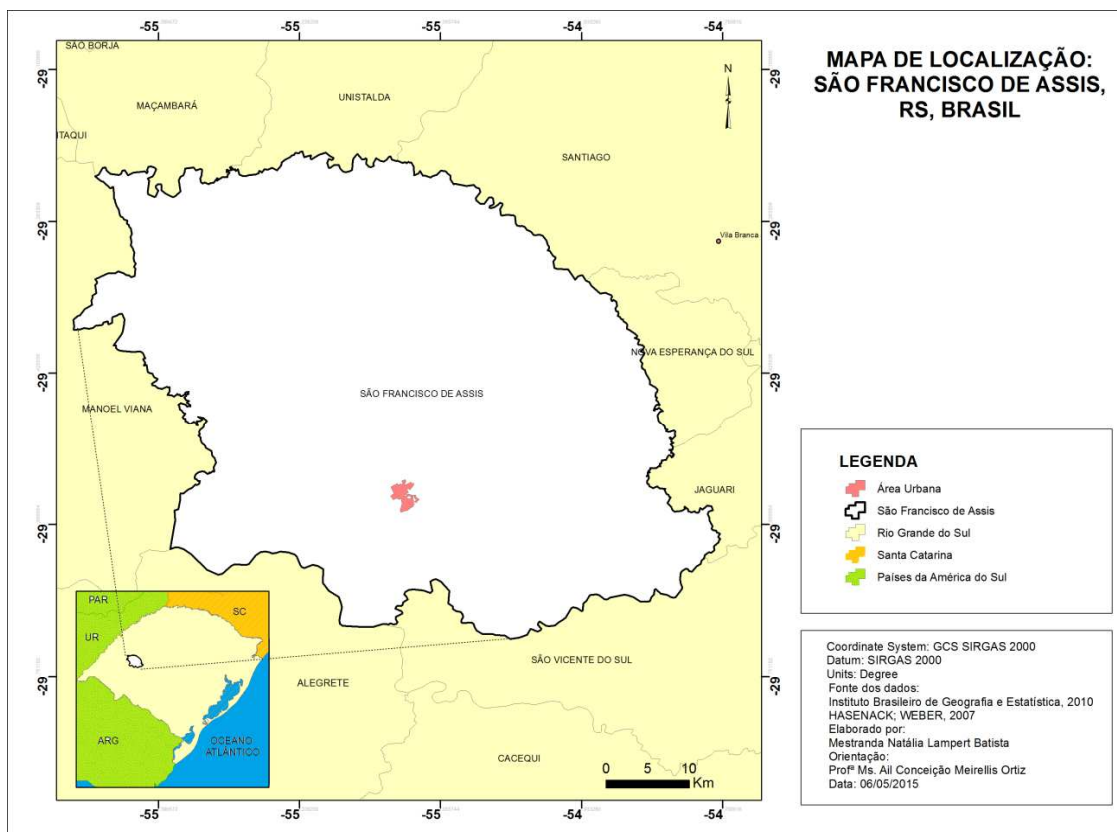 MAPA DE LOCALIZAÇÃO:
SÃO FRANCISCO DE ASSIS,
RS, BRASIL
-55
-55
-55
-54
-54
-29
-29
-29
-29
-29
-29
-29
-29
-29
-29
SÃO BORJA
MAÇAMBARÁ
UNISTALDA
ITAQUI
SANTIAGO
N
Vila Branca
NOVA ESPERANÇA DO SUL
SÃO FRANCISCO DE ASSIS
MANOEL VIANA
JAGUARI
SÃO VICENTE DO SUL
ALEGRETE
CACEQUI
PAR
SC
UR
ARG
OCEANO
ATLÂNTICO
0 5 10
Km
-55
-55
-55
-54
-54
LEGENDA
Área Urbana
São Francisco de Assis
Rio Grande do Sul
Santa Catarina
Países da América do Sul
Coordinate System: GCS SIRGAS 2000
Datum: SIRGAS 2000
Units: Degree
Fonte dos dados:
Instituto Brasileiro de Geografia e Estatística, 2010
HASENACK; WEBER, 2007
Elaborado por:
Mestranda Natália Lampert Batista
Orientação:
Profª Ms. Ail Conceição Meirellis Ortiz
Data: 06/05/2015